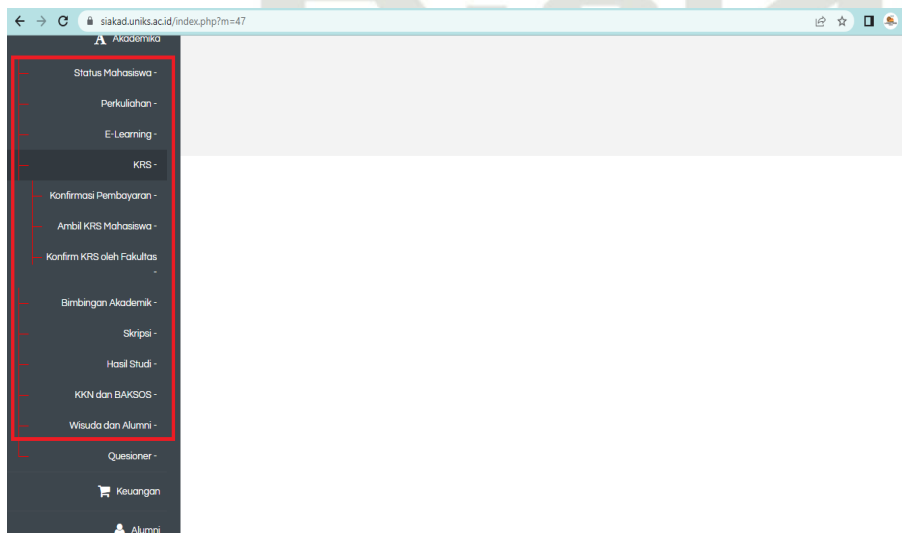 siakad.uniks.ac.id/index.php?m=47
Akademika
Status Mahasiswa -
Perkuliahan -
E-Learning -
KRS -
Konfirmasi Pembayaran -
Ambil KRS Mahasiswa -
Konfirm KRS oleh Fakultas
-
Bimbingan Akademik -
Skripsi -
Hasil Studi -
KKN dan BAKSOS -
Wisuda dan Alumni -
Quesioner -
Keuangan
Alumni